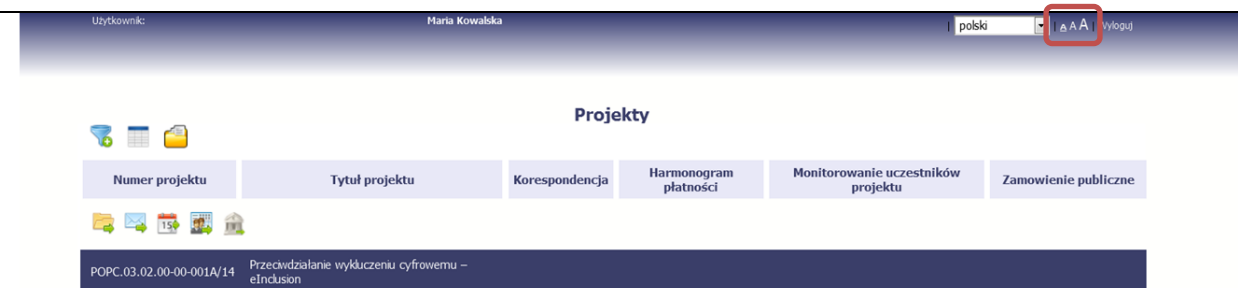 Użytkownik: Maria Kowalska | polski | A A A | Wyloguj
Projekty
Numer projektu Tytuł projektu Korespondencja Harmonogram płatności Monitorowanie uczestników projektu Zamowienie publiczne
15
POPC.03.02.00-00-001A/14 Przeciwdziałanie wykluczeniu cyfrowemu –
eInclusion